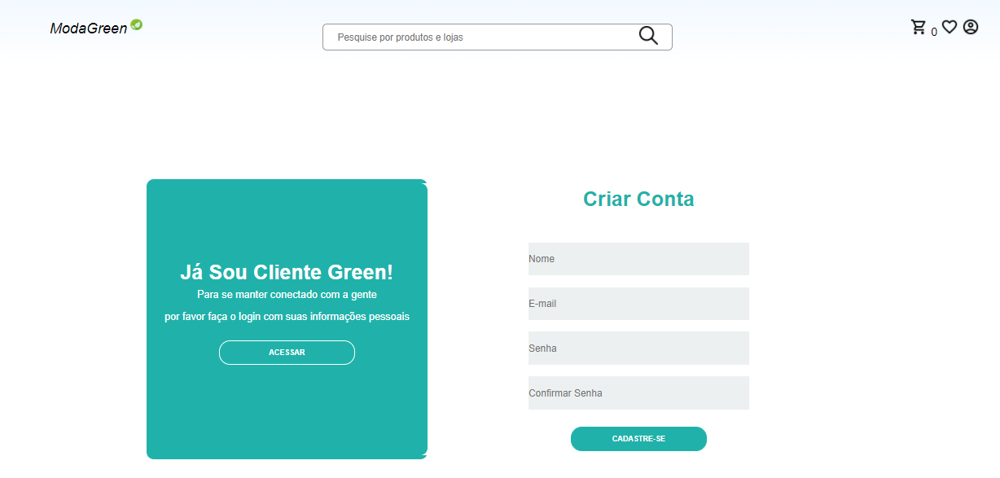 ModaGreen
Pesquise por produtos e lojas
0
Já Sou Cliente Green!
Para se manter conectado com a gente
por favor faça o login com suas informações pessoais
ACESSAR
Criar Conta
Nome
E-mail
Senha
Confirmar Senha
CADASTRE-SE